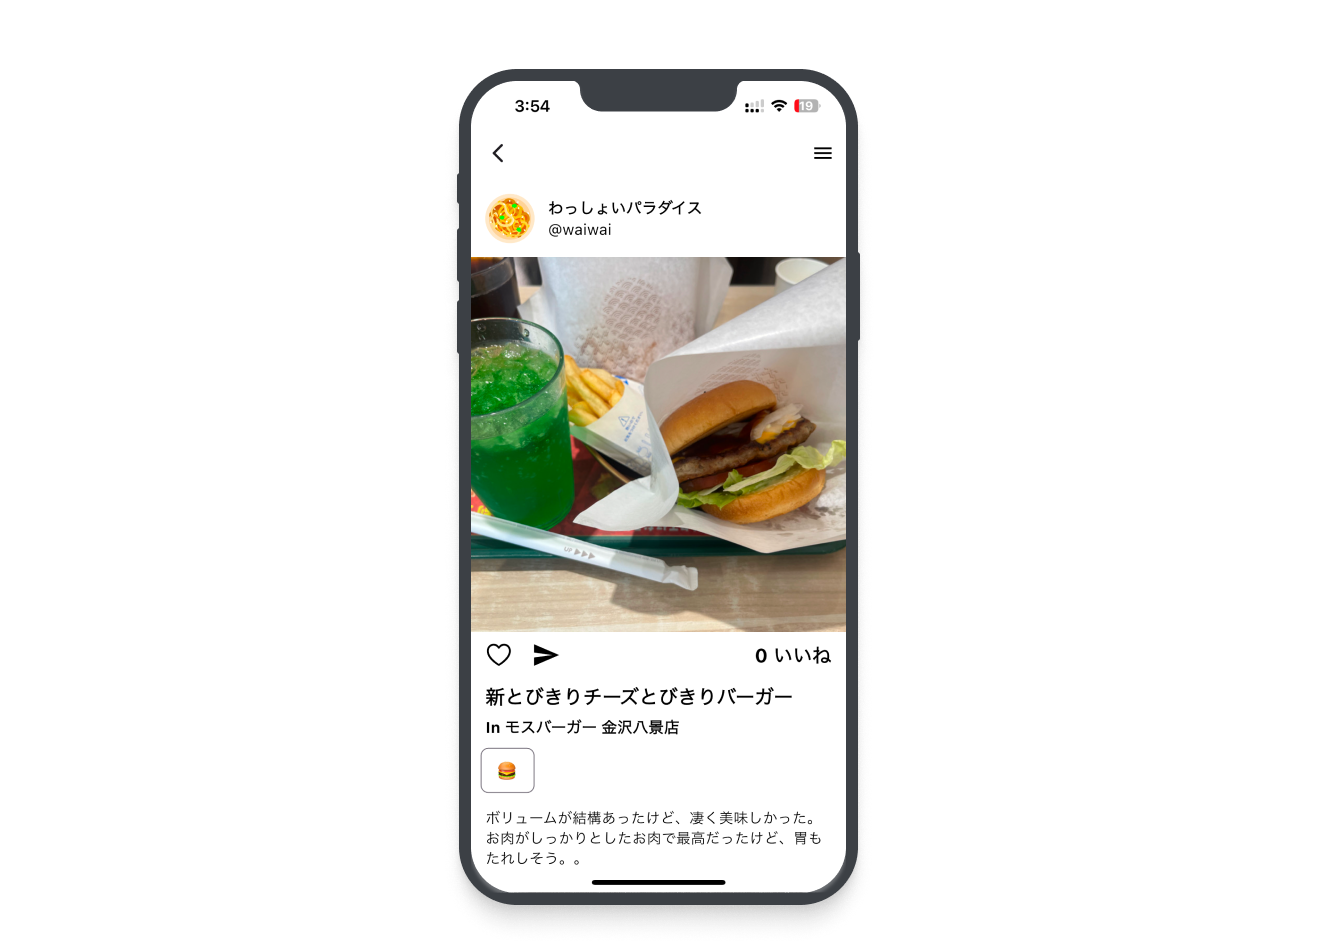 3:54
19
わっしょいパラダイス
@waiwai
UP
0 いいね
新とびきりチーズとびきりバーガー
In モスバーガー 金沢八景店
ボリュームが結構あったけど、凄く美味しかった。
お肉がしっかりとしたお肉で最高だったけど、胃も
たれしそう。。